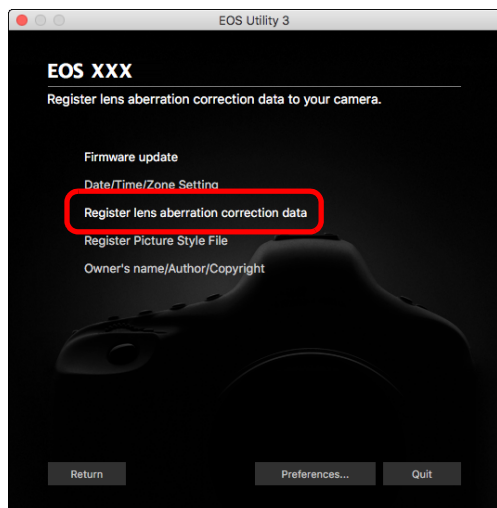 EOS Utility 3
EOS XXX
Register lens aberration correction data to your camera.
Firmware update
Date/Time/Zone Setting
Register lens aberration correction data
Register Picture Style File
Owner's name/Author/Copyright
Return Preferences... Quit